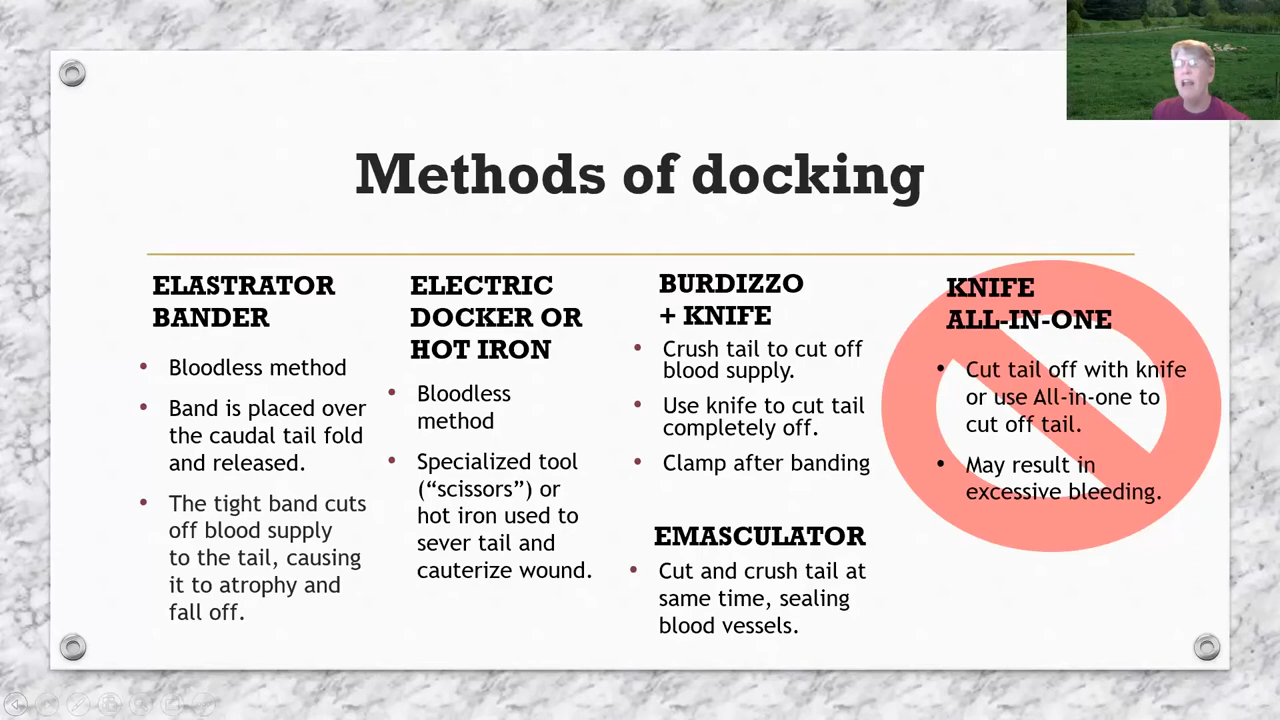 Methods of docking
ELASTRATOR
BANDER
• Bloodless method
• Band is placed over
the caudal tail fold
and released.
• The tight band cuts
off blood supply
to the tail, causing
it to atrophy and
fall off.
ELECTRIC
DOCKER OR
HOT IRON
• Bloodless
method
• Specialized tool
(“scissors”) or
hot iron used to
sever tail and
cauterize wound.
BURDIZZO
+ KNIFE
• Crush tail to cut off
blood supply.
• Use knife to cut tail
completely off.
• Clamp after banding
EMASCULATOR
• Cut and crush tail at
same time, sealing
blood vessels.
KNIFE
ALL-IN-ONE
• Cut tail off with knife
or use All-in-one to
cut off tail.
• May result in
excessive bleeding.